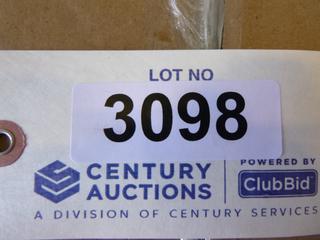 LOT NO
3098
CENTURY
AUCTIONS
POWERED BY
ClubBid
A DIVISION OF CENTURY SERVICES